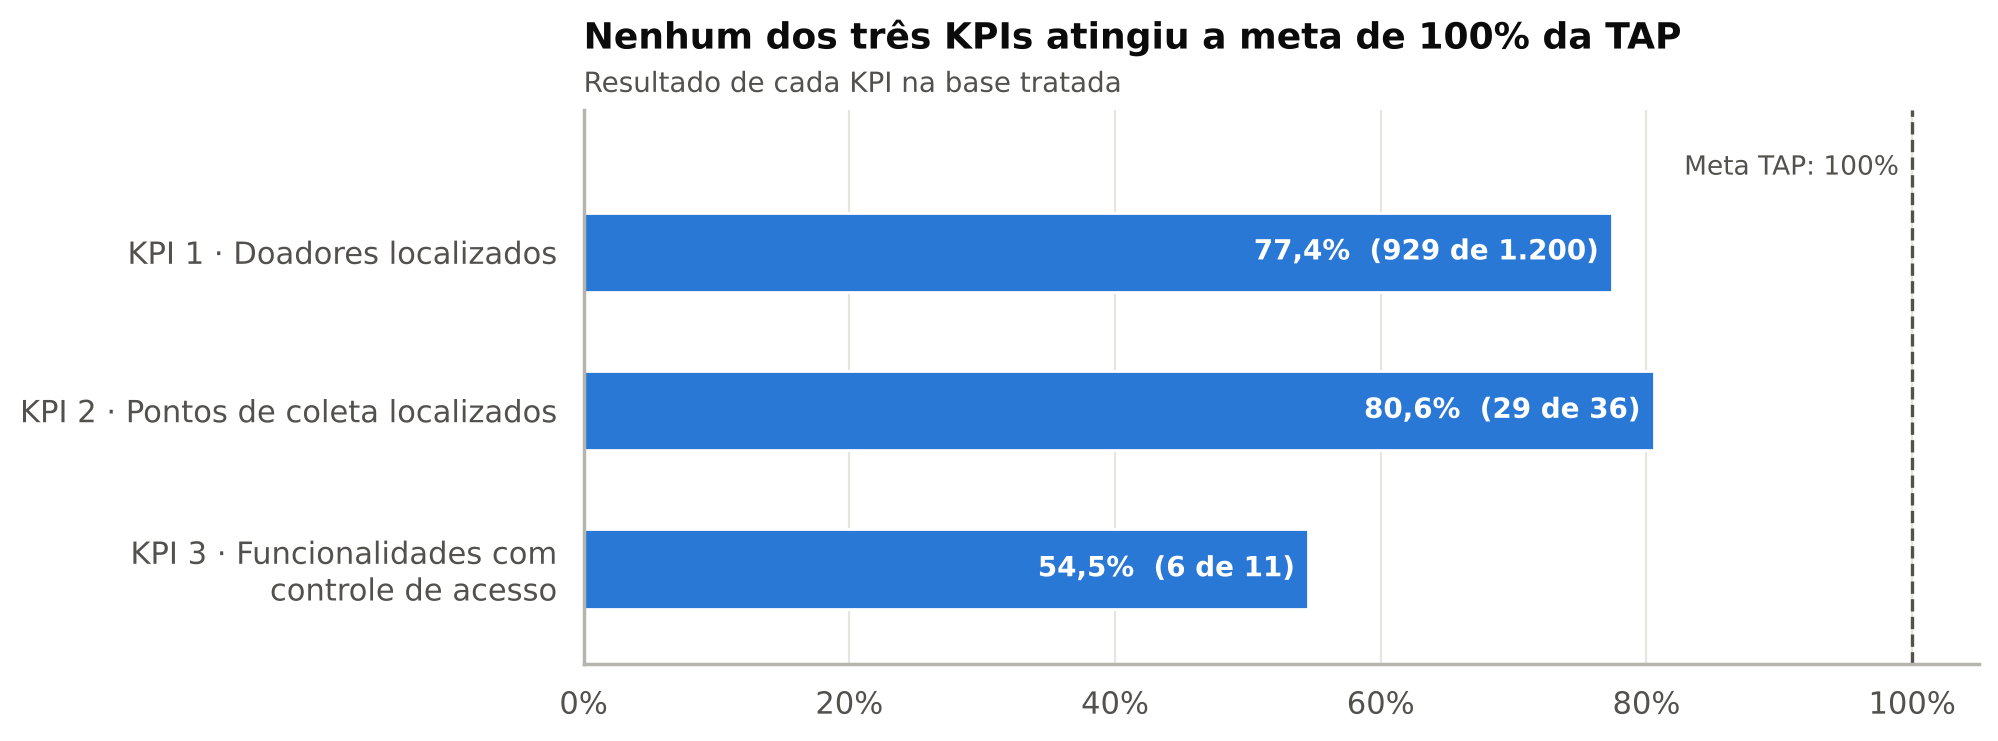 Nenhum dos três KPIs atingiu a meta de 100% da TAP
Resultado de cada KPI na base tratada
Meta TAP: 100%
KPI 1 · Doadores localizados
77,4%  (929 de 1.200)
KPI 2 · Pontos de coleta localizados
80,6%  (29 de 36)
KPI 3 · Funcionalidades com
controle de acesso
54,5%  (6 de 11)
0% 20% 40% 60% 80% 100%